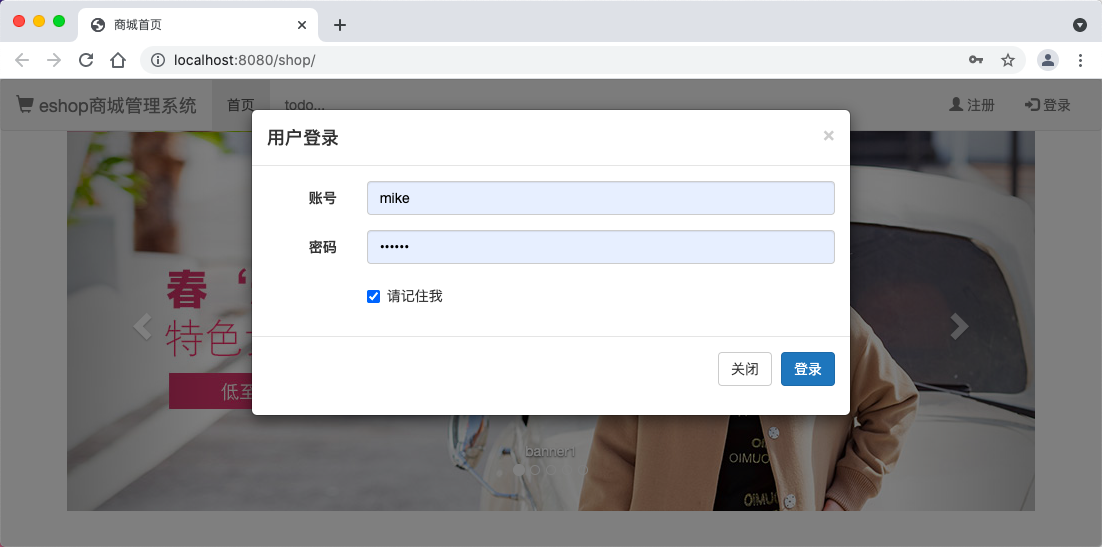 商城首页
localhost:8080/shop/
eshop商城管理系统 首页 todo... 注册 登录
用户登录 ×
账号 mike
密码 ••••••
请记住我
关闭 登录
春“
特色
低至
banner1
OIMUO